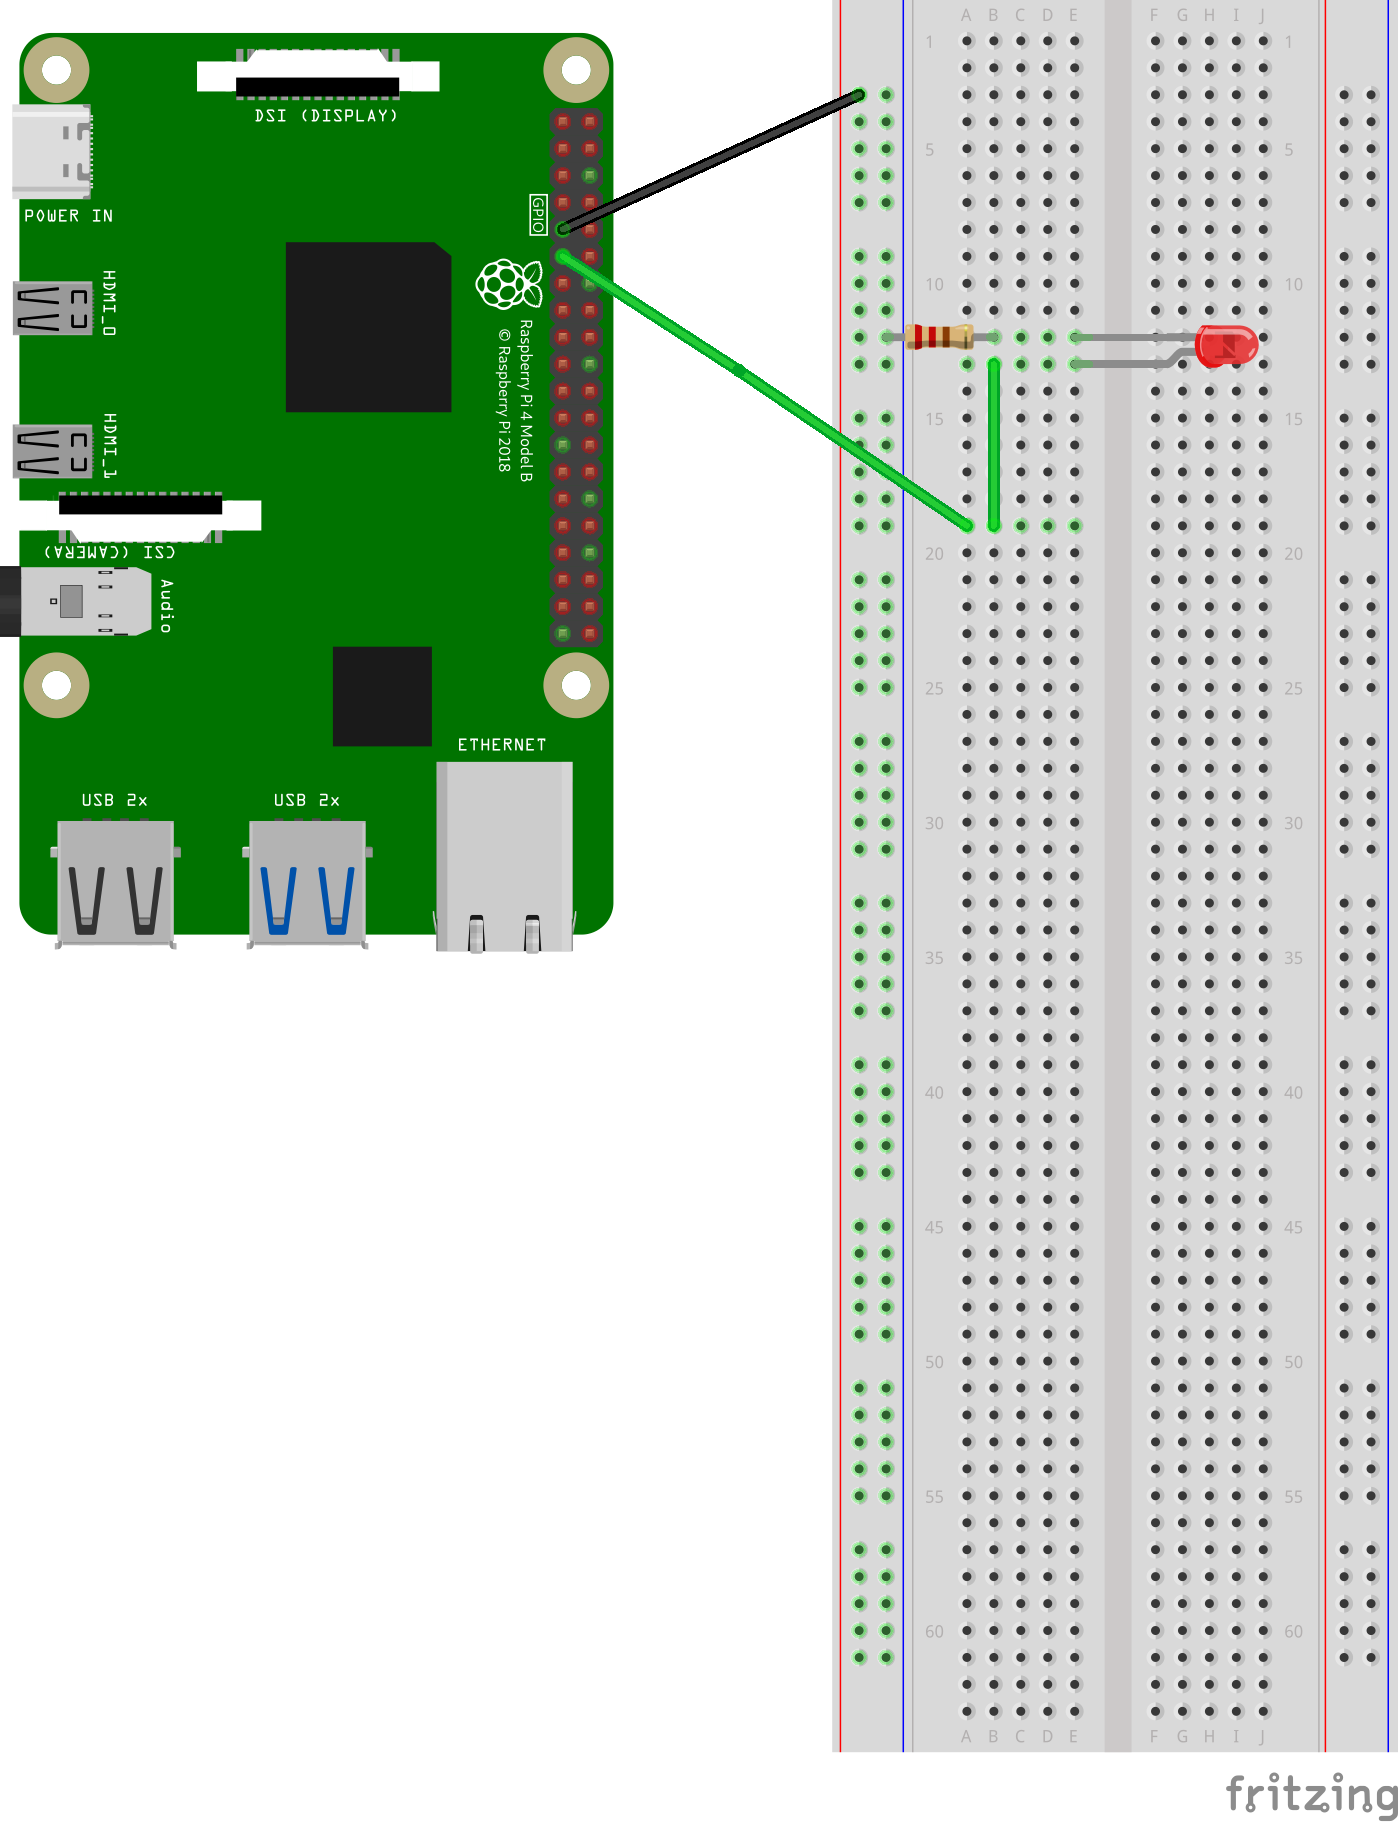 A B C D E F G H I J
1 1
DSI (DISPLAY)
5 5
POWER IN
GPIO
HDMI_0
10 10
Raspberry Pi 4 Model B
© Raspberry Pi 2018
HDMI_1
15 15
CSI (CAMERA)
20 20
Audio
25 25
ETHERNET
USB 2x USB 2x
30 30
35 35
40 40
45 45
50 50
55 55
60 60
A B C D E F G H I J
fritzing